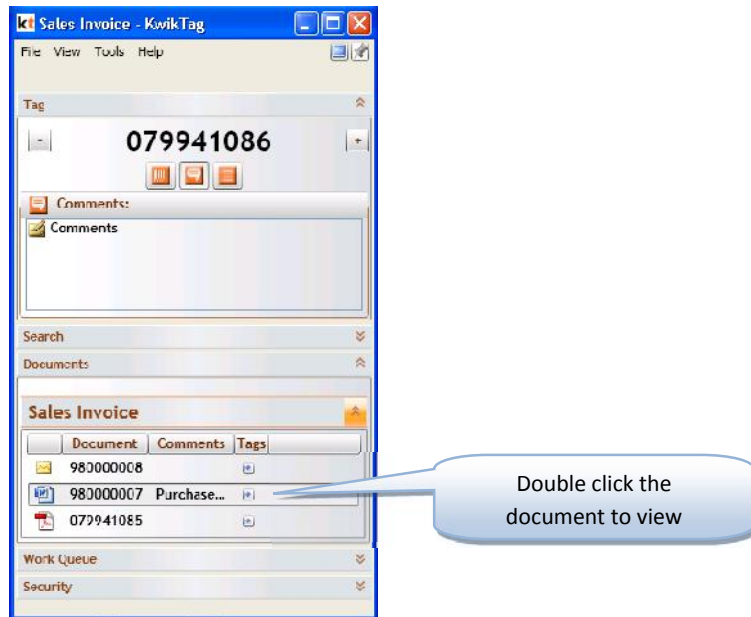 kt Sales Invoice - KwikTag
File View Tools Help
Tag
- 079941086 +
Comments:
Comments
Search
Documents
Sales Invoice
Document Comments Tags
980000008
980000007 Purchase...
079941085
Work Queue
Security
Double click the
document to view